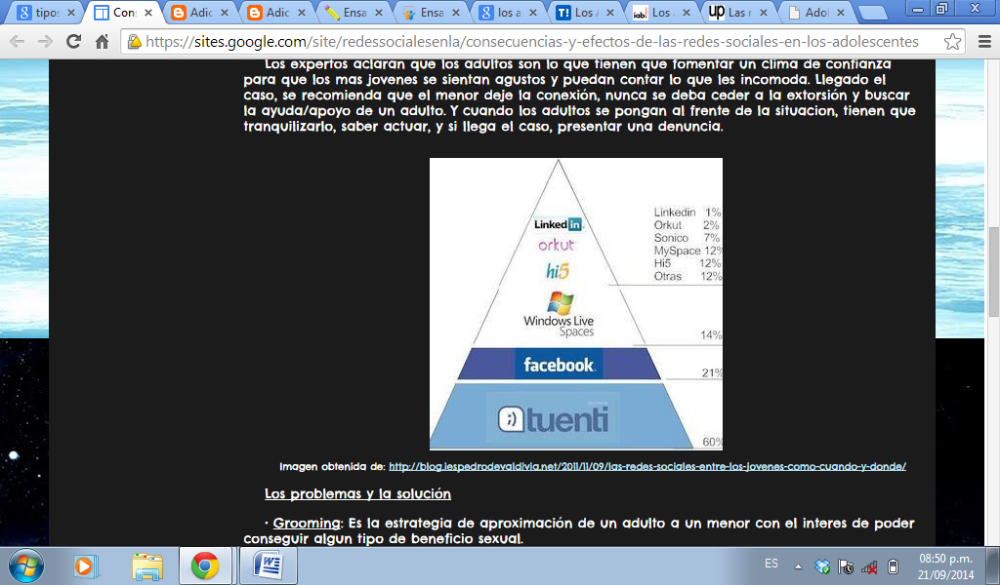 tipos
Con
Adic
Adic
Ensa
Ensa
los a
Los A
Los
Las r
Adol
https://sites.google.com/site/redessocialesenla/consecuencias-y-efectos-de-las-redes-sociales-en-los-adolescentes
Los expertos aclaran que los adultos son lo que tienen que fomentar un clima de confianza
para que los mas jovenes se sientan agustos y puedan contar lo que les incomoda. Llegado el
caso, se recomienda que el menor deje la conexión, nunca se deba ceder a la extorsión y buscar
la ayuda/apoyo de un adulto. Y cuando los adultos se pongan al frente de la situacion, tienen que
tranquilizarlo, saber actuar, y si llega el caso, presentar una denuncia.
Linked in
orkut
hi5
Windows Live
Spaces
facebook
tuenti
Linkedin 1%
Orkut 2%
Sonico 7%
MySpace 12%
Hi5 12%
Otras 12%
14%
21%
60%
Imagen obtenida de: http://blog.iespedrodevaldivia.net/2011/11/09/las-redes-sociales-entre-los-jovenes-como-cuando-y-donde/
Los problemas y la solución
· Grooming: Es la estrategia de aproximación de un adulto a un menor con el interes de poder
conseguir algun tipo de beneficio sexual.
ES
08:50 p.m.
21/09/2014